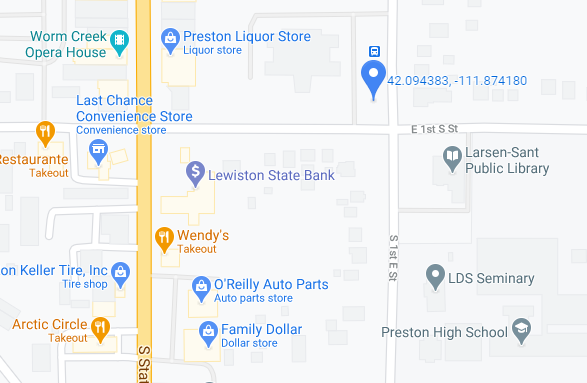 Worm Creek
Opera House
Preston Liquor Store
Liquor store
42.094383, -111.874180
Last Chance
Convenience Store
Convenience store
E 1st S St
Restaurante
Takeout
Larsen-Sant
Public Library
Lewiston State Bank
Wendy's
Takeout
S 1st E St
on Keller Tire, Inc
Tire shop
O'Reilly Auto Parts
Auto parts store
LDS Seminary
Arctic Circle
Takeout
Family Dollar
Dollar store
Preston High School
S Stat